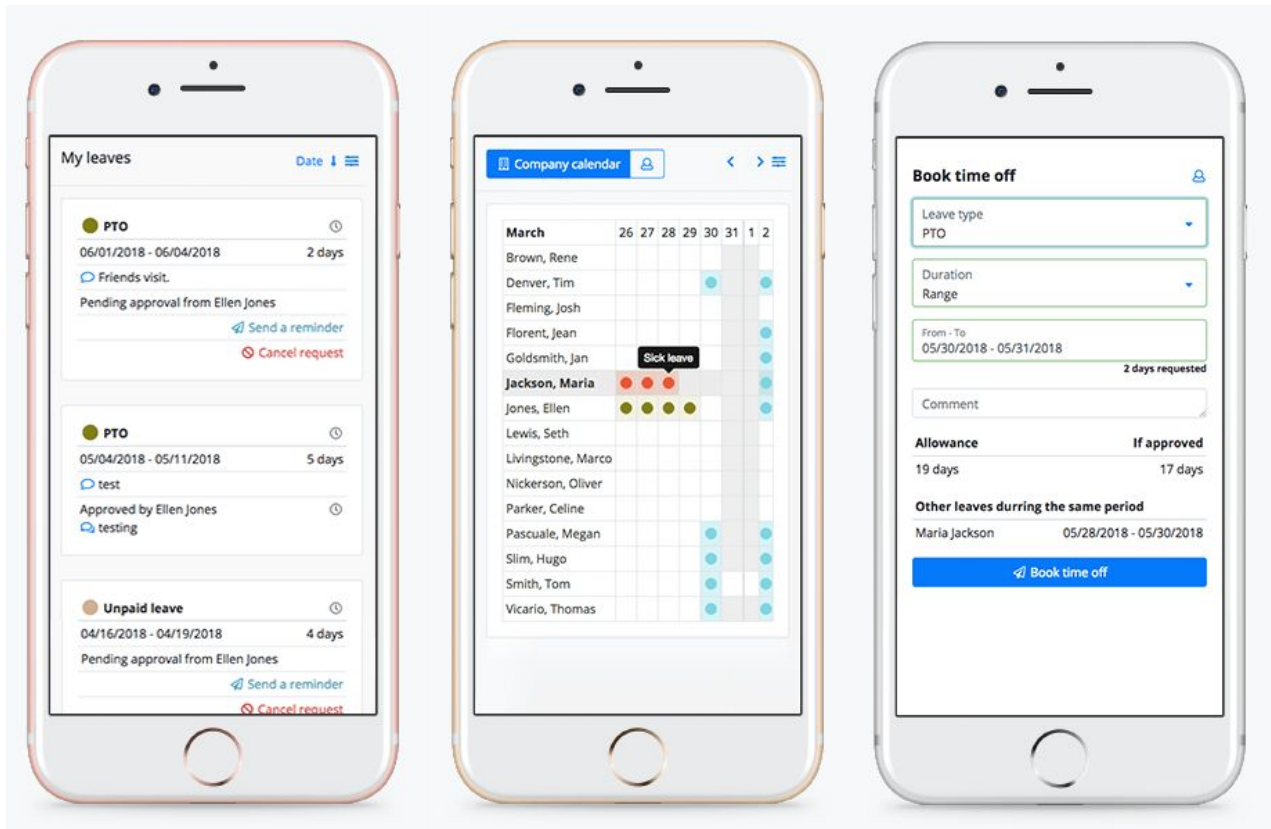 My leaves
Date
PTO
06/01/2018 - 06/04/2018 2 days
Friends visit.
Pending approval from Ellen Jones
Send a reminder
Cancel request
PTO
05/04/2018 - 05/11/2018 5 days
test
Approved by Ellen Jones
testing
Unpaid leave
04/16/2018 - 04/19/2018 4 days
Pending approval from Ellen Jones
Send a reminder
Cancel request
Company calendar
March 26 27 28 29 30 31 1 2
Brown, Rene
Denver, Tim
Fleming, Josh
Florent, Jean
Goldsmith, Jan
Sick leave
Jackson, Maria
Jones, Ellen
Lewis, Seth
Livingstone, Marco
Nickerson, Oliver
Parker, Celine
Pascuale, Megan
Slim, Hugo
Smith, Tom
Vicario, Thomas
Book time off
Leave type
PTO
Duration
Range
From - To
05/30/2018 - 05/31/2018
2 days requested
Comment
Allowance If approved
19 days 17 days
Other leaves durring the same period
Maria Jackson 05/28/2018 - 05/30/2018
Book time off